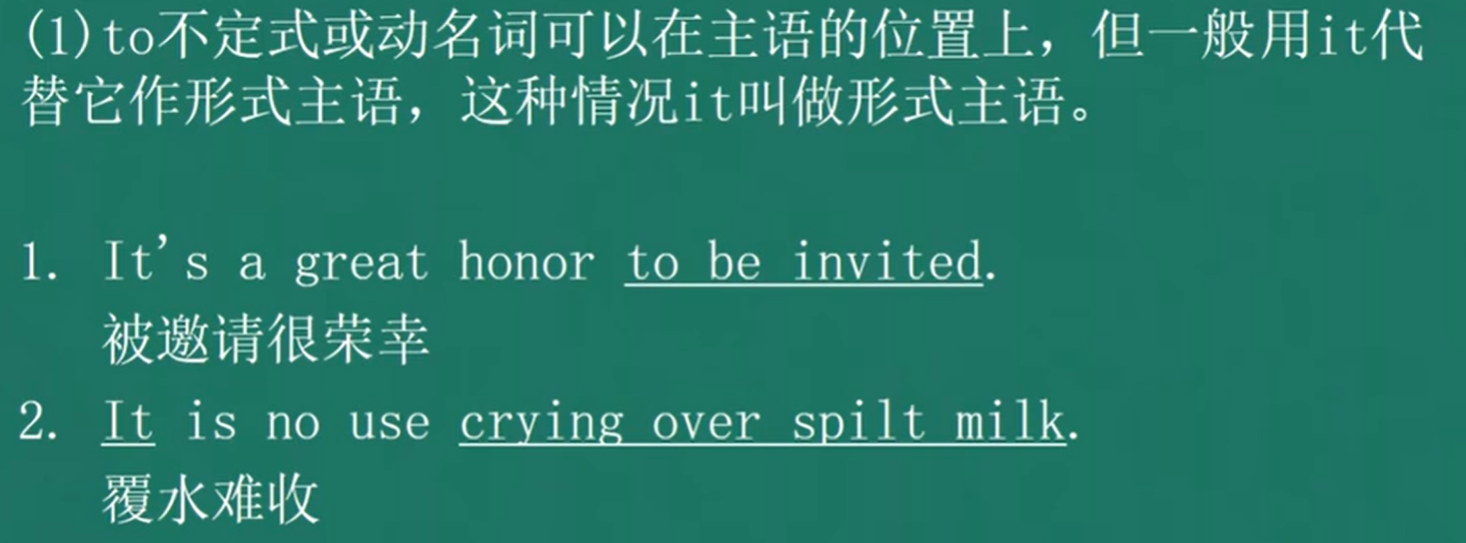 (1)to不定式或动名词可以在主语的位置上，但一般用it代
替它作形式主语，这种情况it叫做形式主语。
1. It's a great honor to be invited.
被邀请很荣幸
2. It is no use crying over spilt milk.
覆水难收